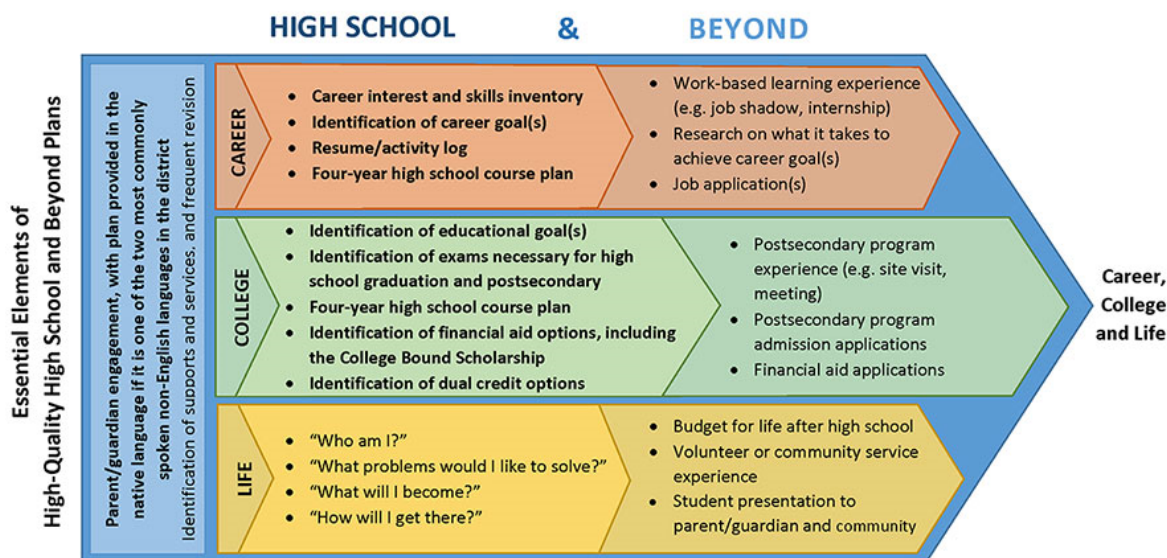 HIGH SCHOOL & BEYOND
Essential Elements of
High-Quality High School and Beyond Plans
Parent/guardian engagement, with plan provided in the
native language if it is one of the two most commonly
spoken non-English languages in the district
Identification of supports and services, and frequent revision
CAREER
• Career interest and skills inventory
• Identification of career goal(s)
• Resume/activity log
• Four-year high school course plan
• Work-based learning experience
(e.g. job shadow, internship)
• Research on what it takes to
achieve career goal(s)
• Job application(s)
COLLEGE
• Identification of educational goal(s)
• Identification of exams necessary for high
school graduation and postsecondary
• Four-year high school course plan
• Identification of financial aid options, including
the College Bound Scholarship
• Identification of dual credit options
• Postsecondary program
experience (e.g. site visit,
meeting)
• Postsecondary program
admission applications
• Financial aid applications
LIFE
• “Who am I?”
• “What problems would I like to solve?”
• “What will I become?”
• “How will I get there?”
• Budget for life after high school
• Volunteer or community service
experience
• Student presentation to
parent/guardian and community
Career,
College
and Life